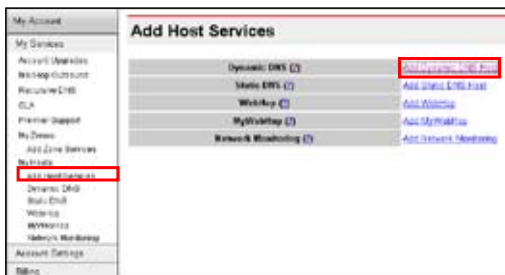 My Account
My Services
Account Upgrades
MailHop Outbound
Recursive DNS
SLA
Premier Support
My Zones
Add Zone Services
My Hosts
Add Host Services
Dynamic DNS
Static DNS
WebHop
MyWebHop
Network Monitoring
Account Settings
Billing
Add Host Services
Dynamic DNS (?) Add Dynamic DNS Host
Static DNS (?) Add Static DNS Host
WebHop (?) Add WebHop
MyWebHop (?) Add MyWebHop
Network Monitoring (?) Add Network Monitoring